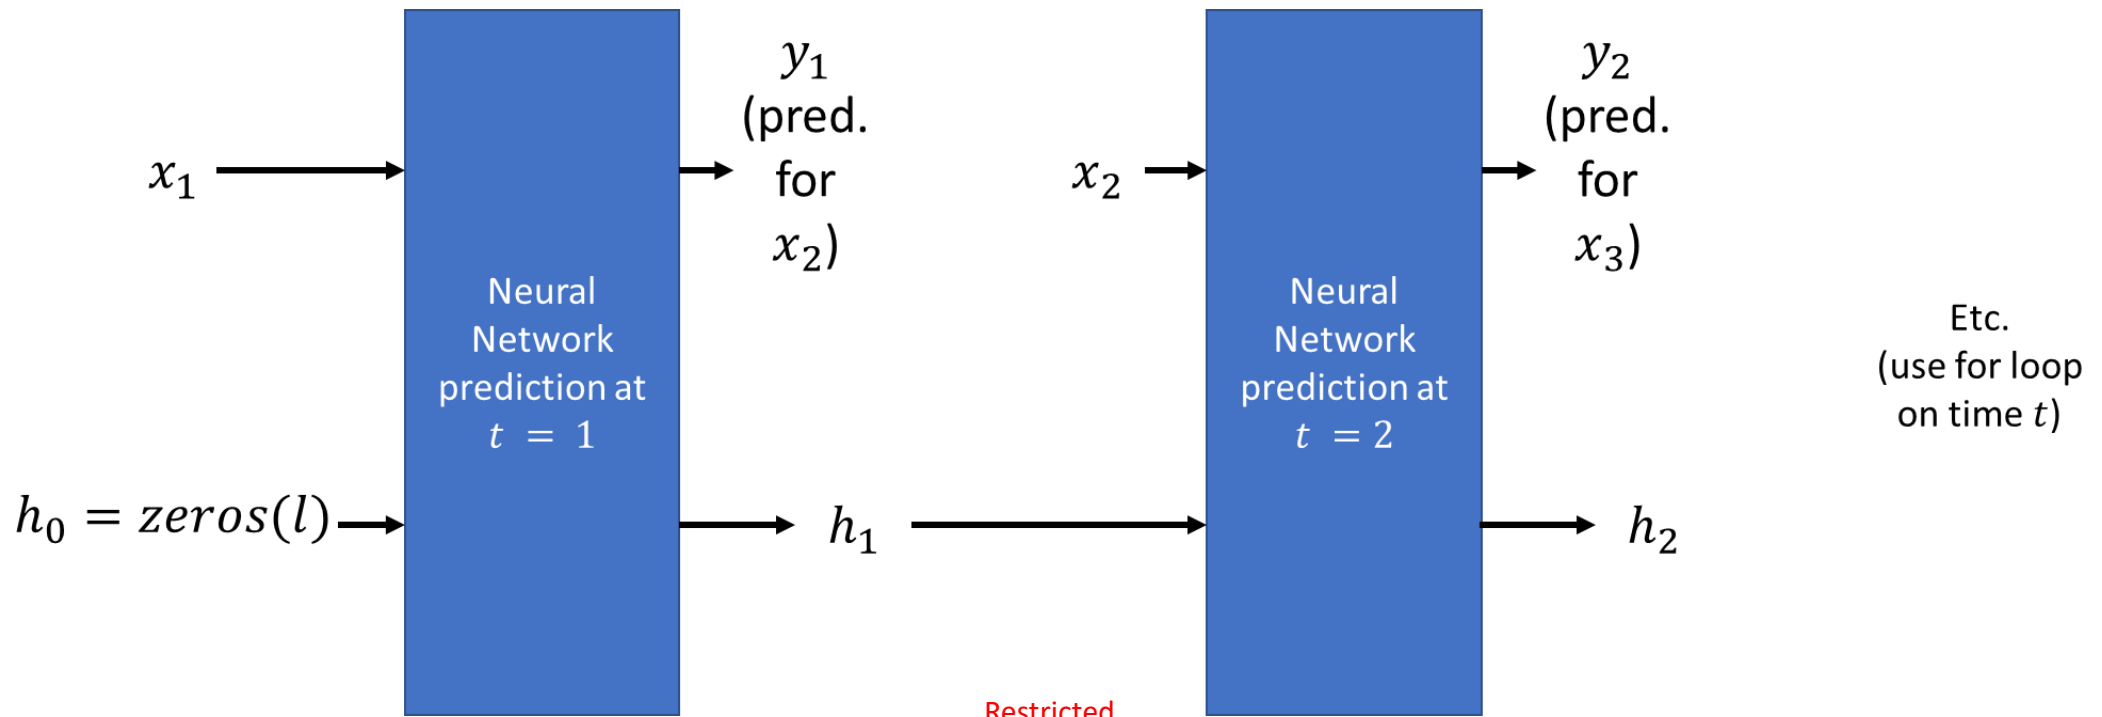 x₁
h₀ = zeros(l)
Neural
Network
prediction at
t = 1
y₁
(pred.
for
x₂)
h₁
x₂
Neural
Network
prediction at
t = 2
y₂
(pred.
for
x₃)
h₂
Etc.
(use for loop
on time t)
Restricted